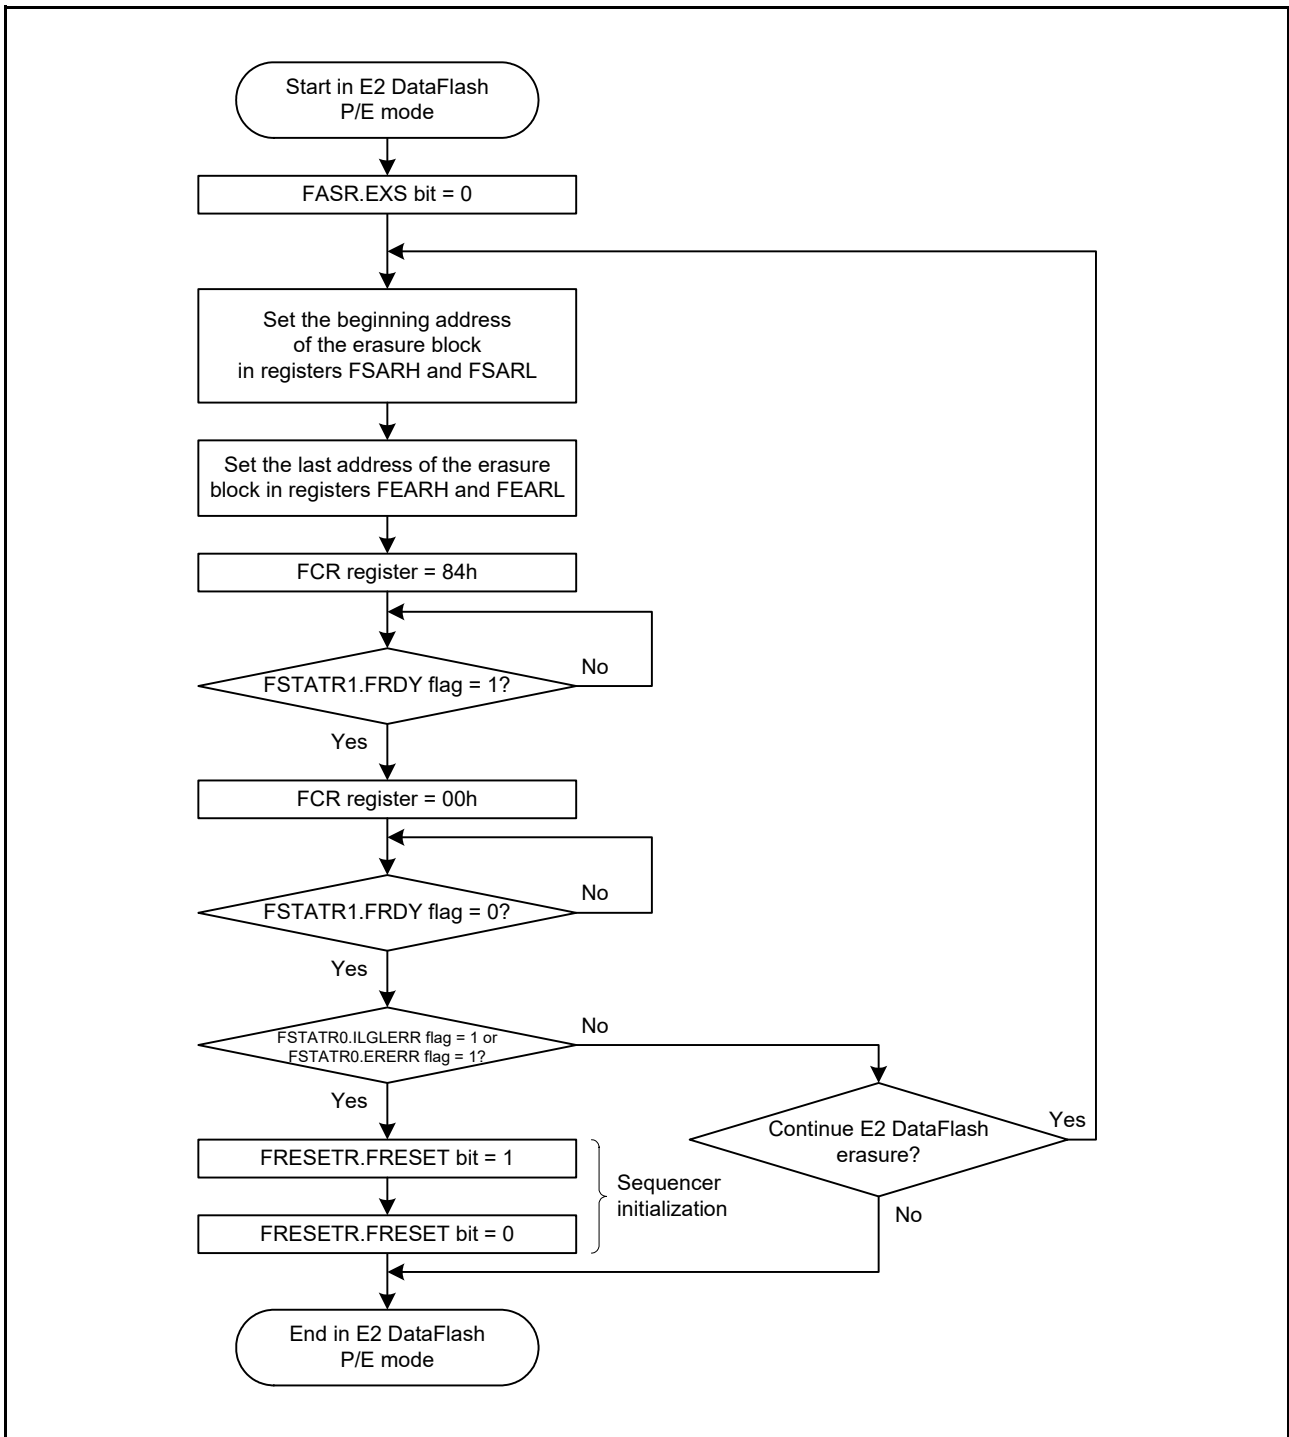 Start in E2 DataFlash
P/E mode
FASR.EXS bit = 0
Set the beginning address
of the erasure block
in registers FSARH and FSARL
Set the last address of the erasure
block in registers FEARH and FEARL
FCR register = 84h
FSTATR1.FRDY flag = 1?
No
Yes
FCR register = 00h
FSTATR1.FRDY flag = 0?
No
Yes
FSTATR0.ILGLERR flag = 1 or
FSTATR0.ERERR flag = 1?
No
Yes
Continue E2 DataFlash
erasure?
Yes
No
FRESETR.FRESET bit = 1
FRESETR.FRESET bit = 0
Sequencer
initialization
End in E2 DataFlash
P/E mode